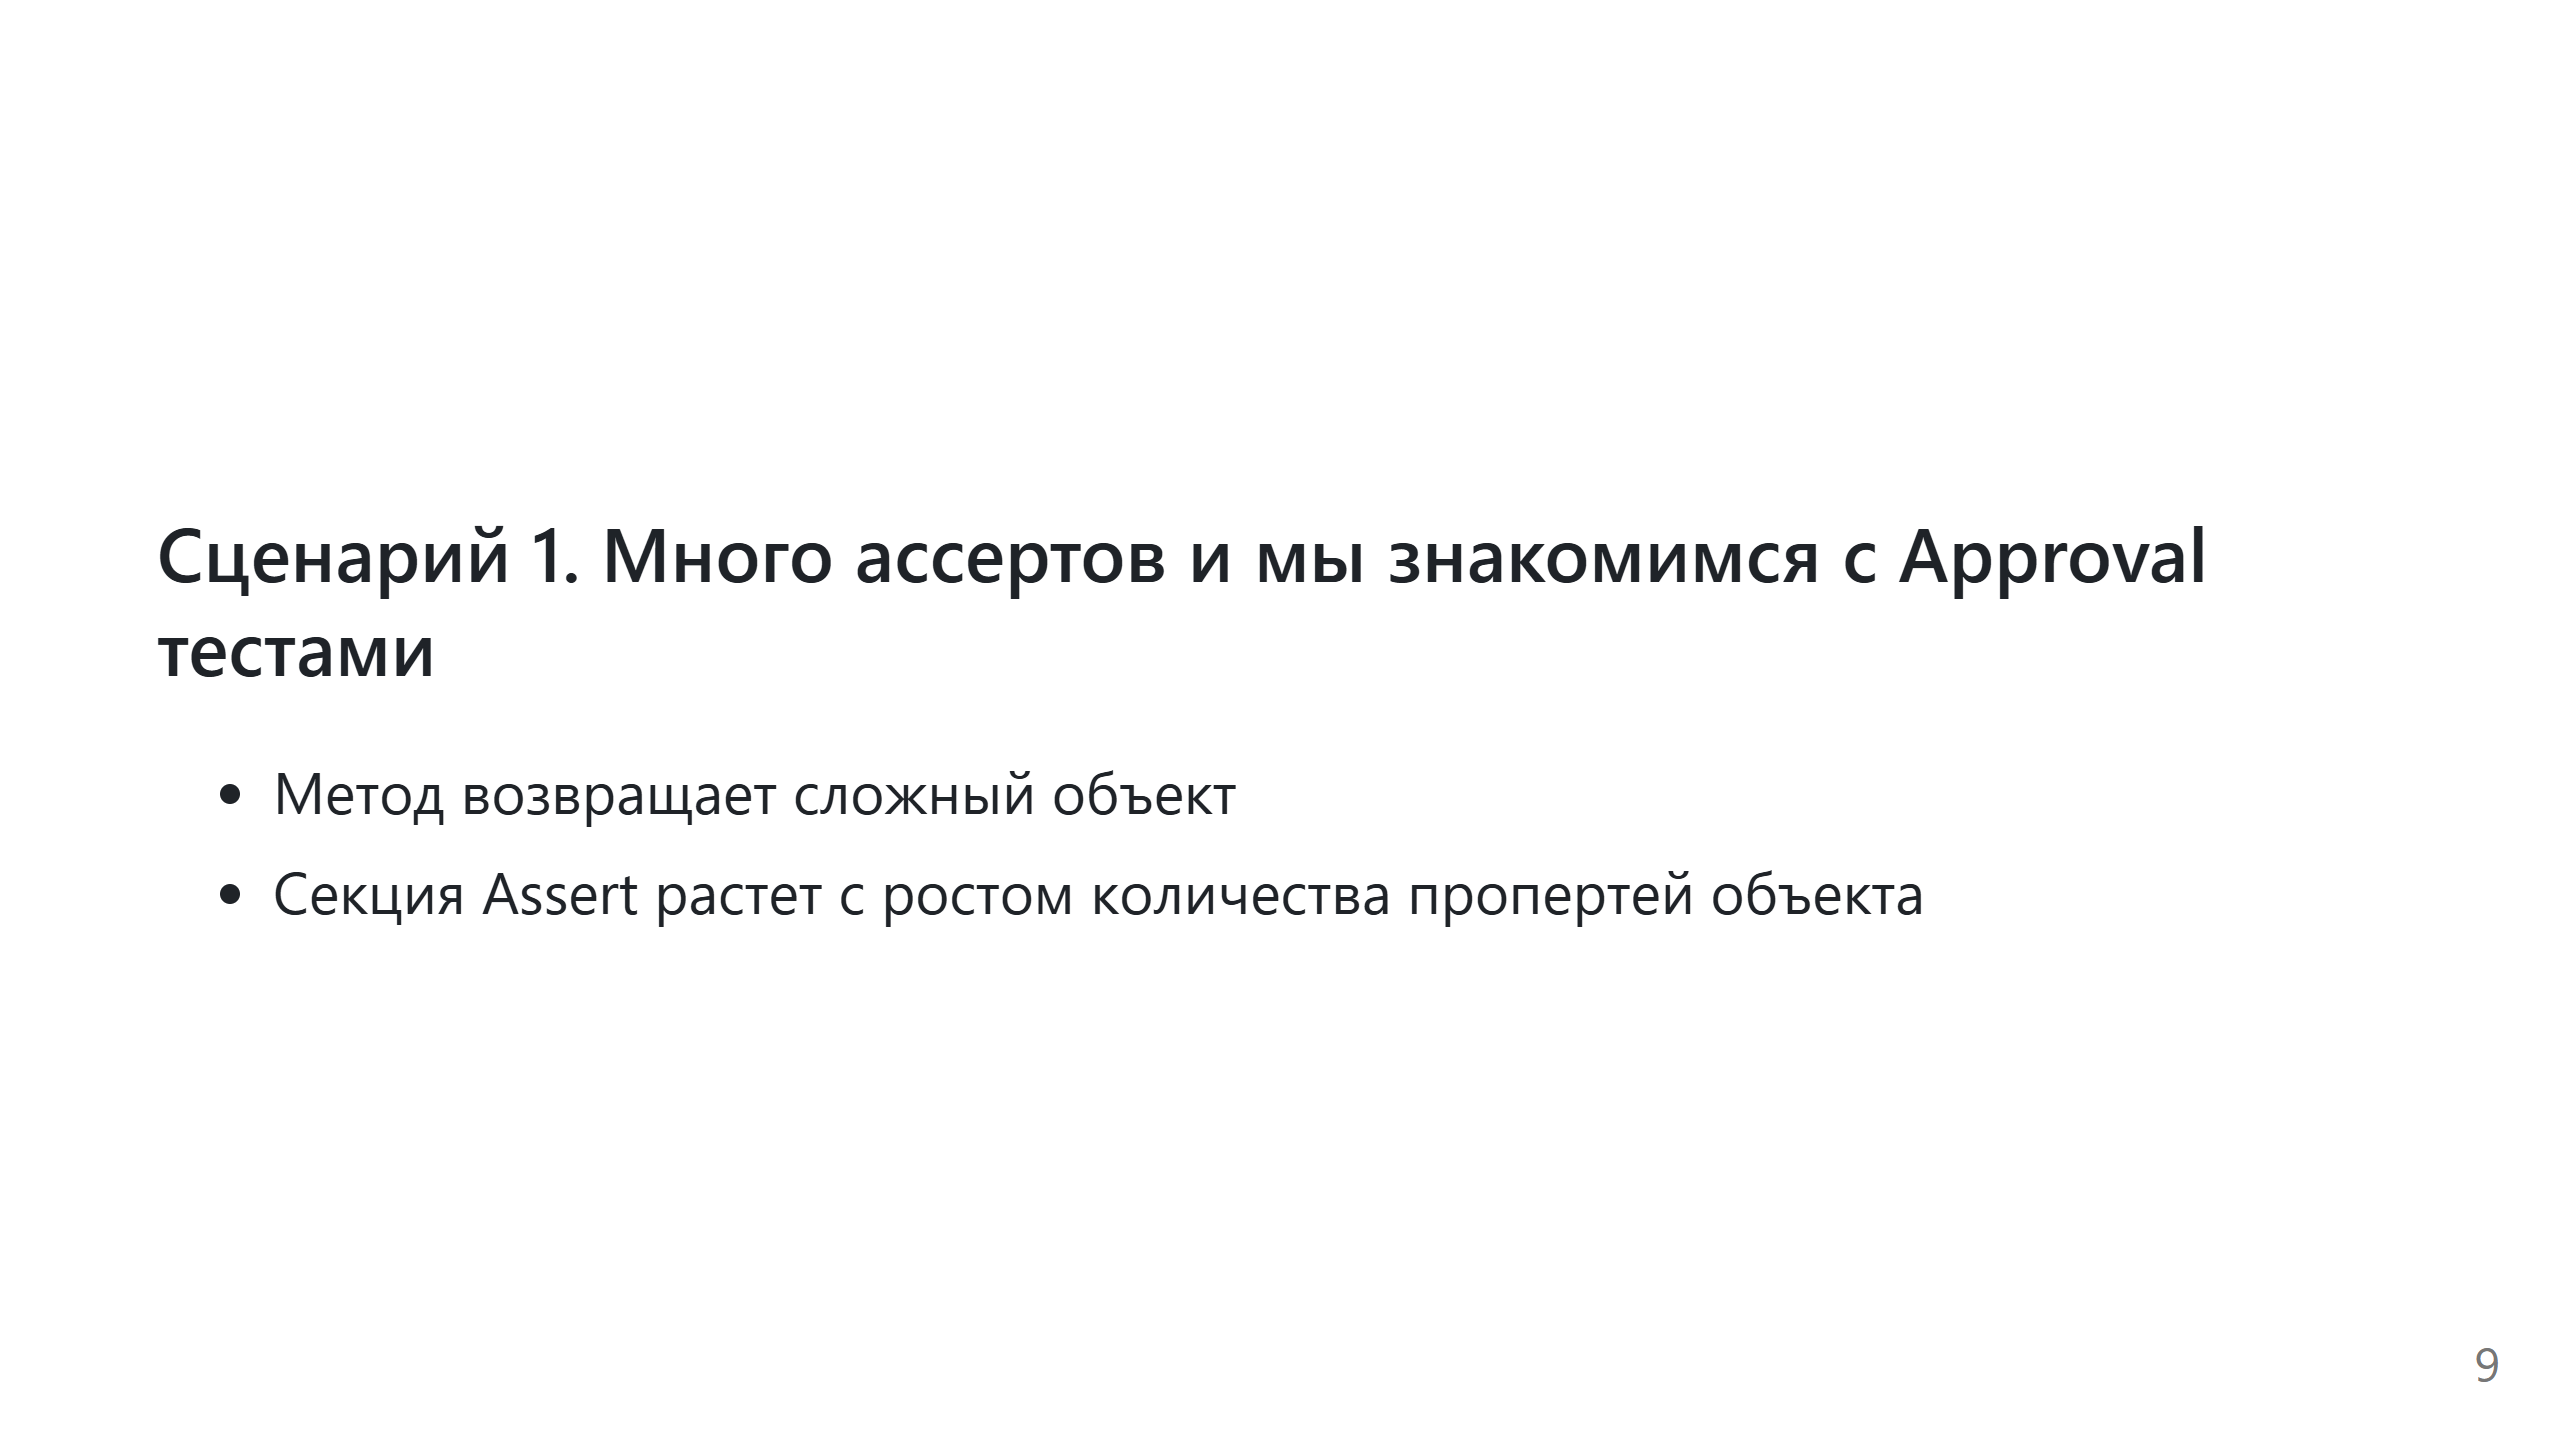 Сценарий 1. Много ассертов и мы знакомимся с Approval
тестами
• Метод возвращает сложный объект
• Секция Assert растет с ростом количества пропертей объекта
9